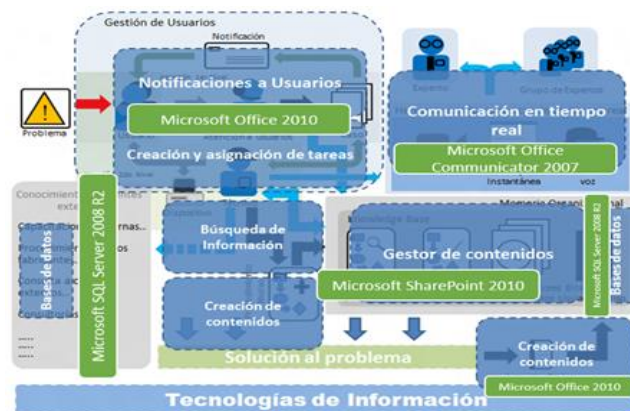 Gestión de Usuarios
Notificación
Notificaciones a Usuarios
Microsoft Office 2010
Creación y asignación de tareas
Problema
Experto
Grupo de Expertos
Comunicación en tiempo
real
Microsoft Office
Communicator 2007
Instantánea
voz
Bases de datos
Microsoft SQL Server 2008 R2
Búsqueda de
Información
Creación de
contenidos
Gestor de contenidos
Microsoft SharePoint 2010
Microsoft SQL Server 2008 R2
Bases de datos
Solución al problema
Creación de
contenidos
Microsoft Office 2010
.....
.....
.....
Tecnologías de Información